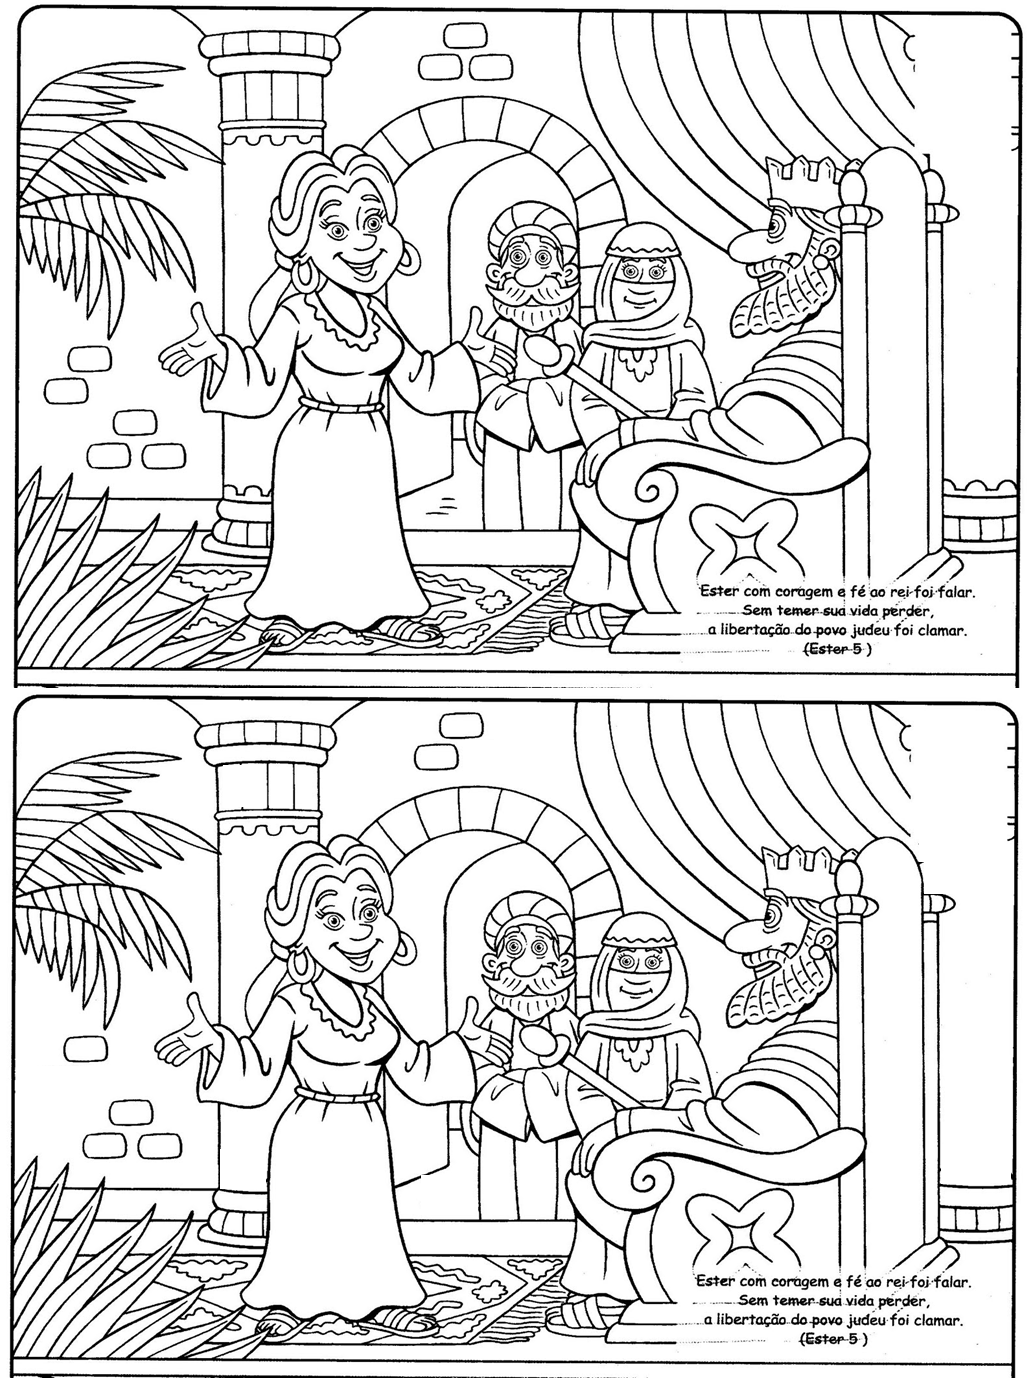 Ester com coragem e fé ao rei foi falar.
Sem temer sua vida perder,
a libertação do povo judeu foi clamar.
(Ester 5 )
Ester com coragem e fé ao rei foi falar.
Sem temer sua vida perder,
a libertação do povo judeu foi clamar.
(Ester 5 )